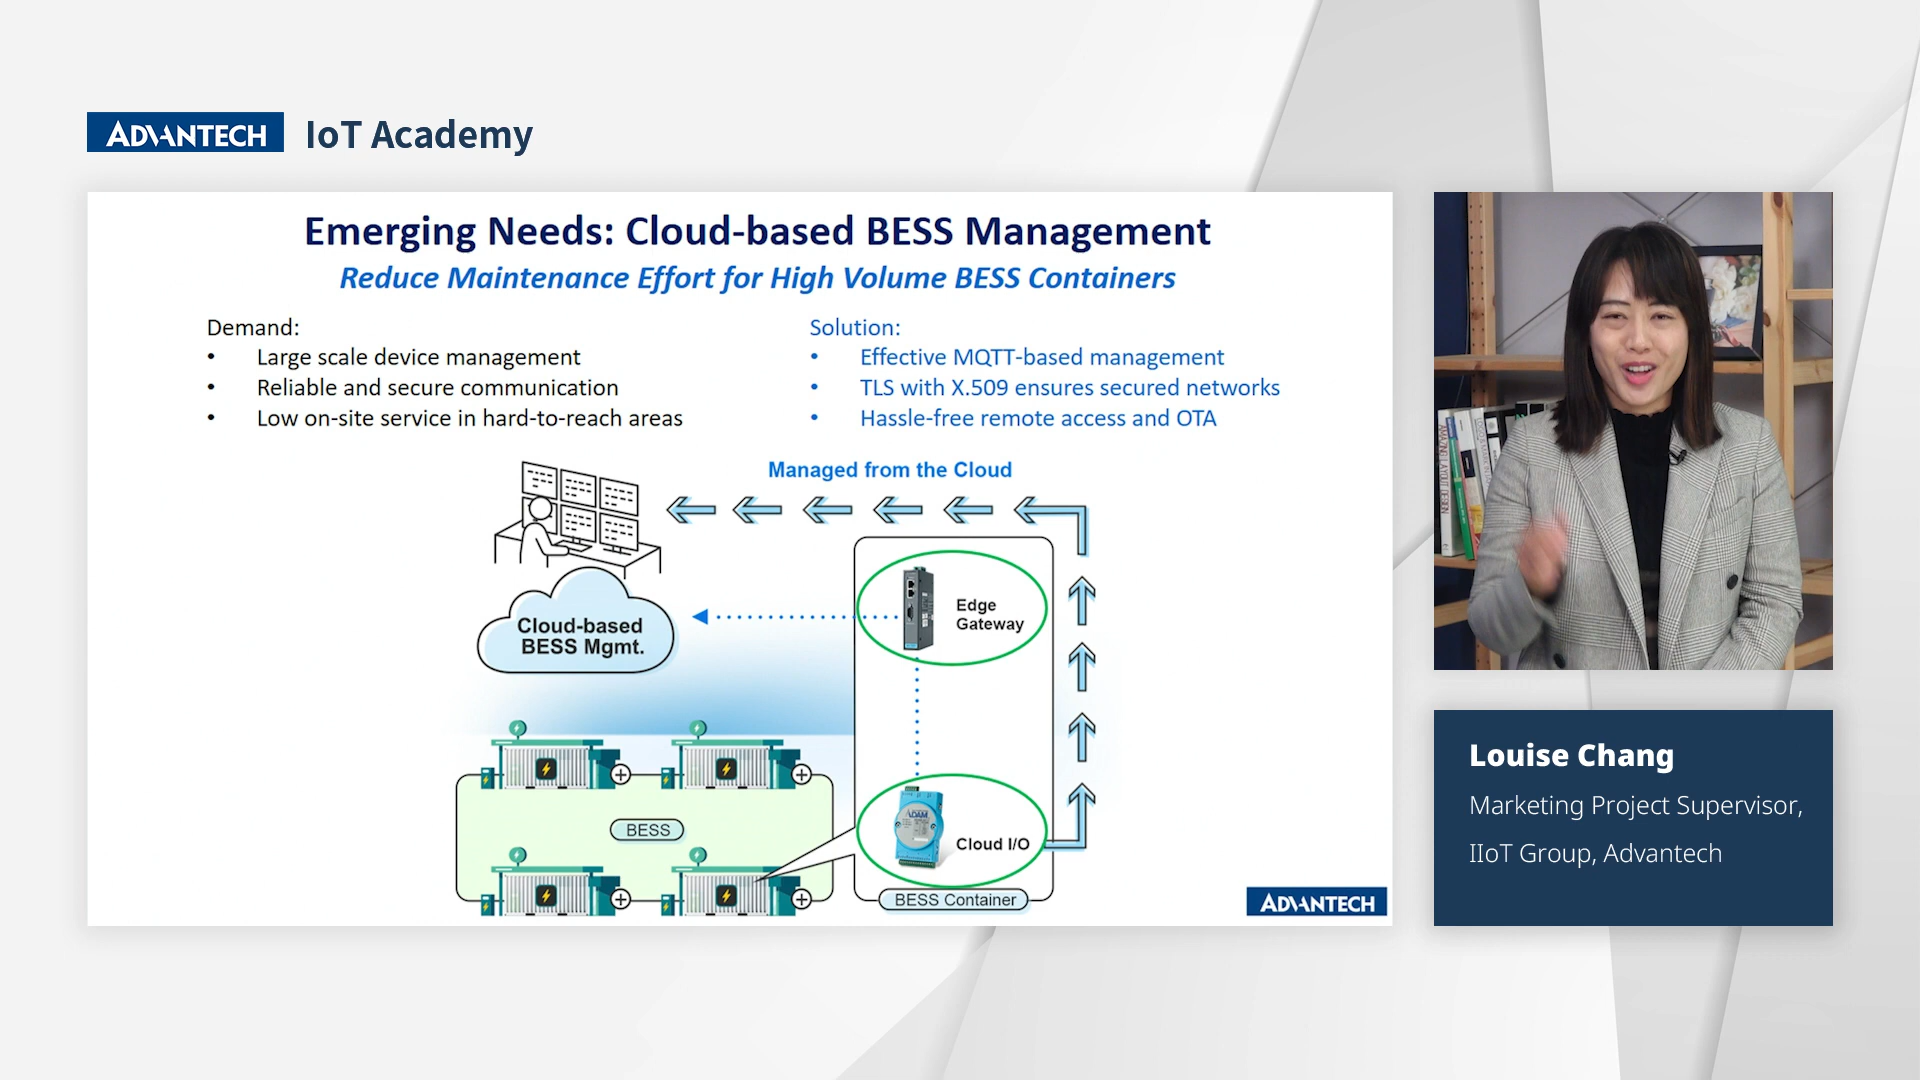 ADVANTECH IoT Academy
Emerging Needs: Cloud-based BESS Management
Reduce Maintenance Effort for High Volume BESS Containers
Demand:
• Large scale device management
• Reliable and secure communication
• Low on-site service in hard-to-reach areas
Solution:
• Effective MQTT-based management
• TLS with X.509 ensures secured networks
• Hassle-free remote access and OTA
Managed from the Cloud
Edge
Gateway
Cloud-based
BESS Mgmt.
BESS
ADAM
Cloud I/O
BESS Container
ADVANTECH
Louise Chang
Marketing Project Supervisor,
IIoT Group, Advantech